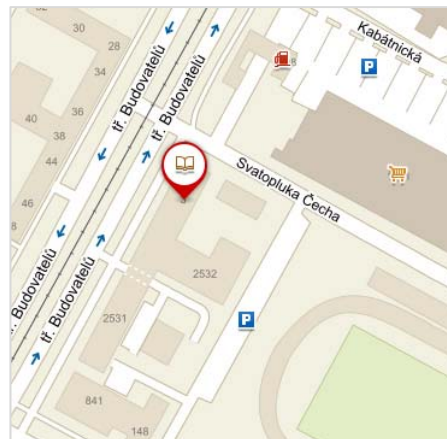 30
28
34
36
40
38
44
46
tř. Budovatelů
tř. Budovatelů
Kabátnická
P
Svatopluka Čecha
2532
tř. Budovatelů
tř. Budovatelů
2531
P
841
148